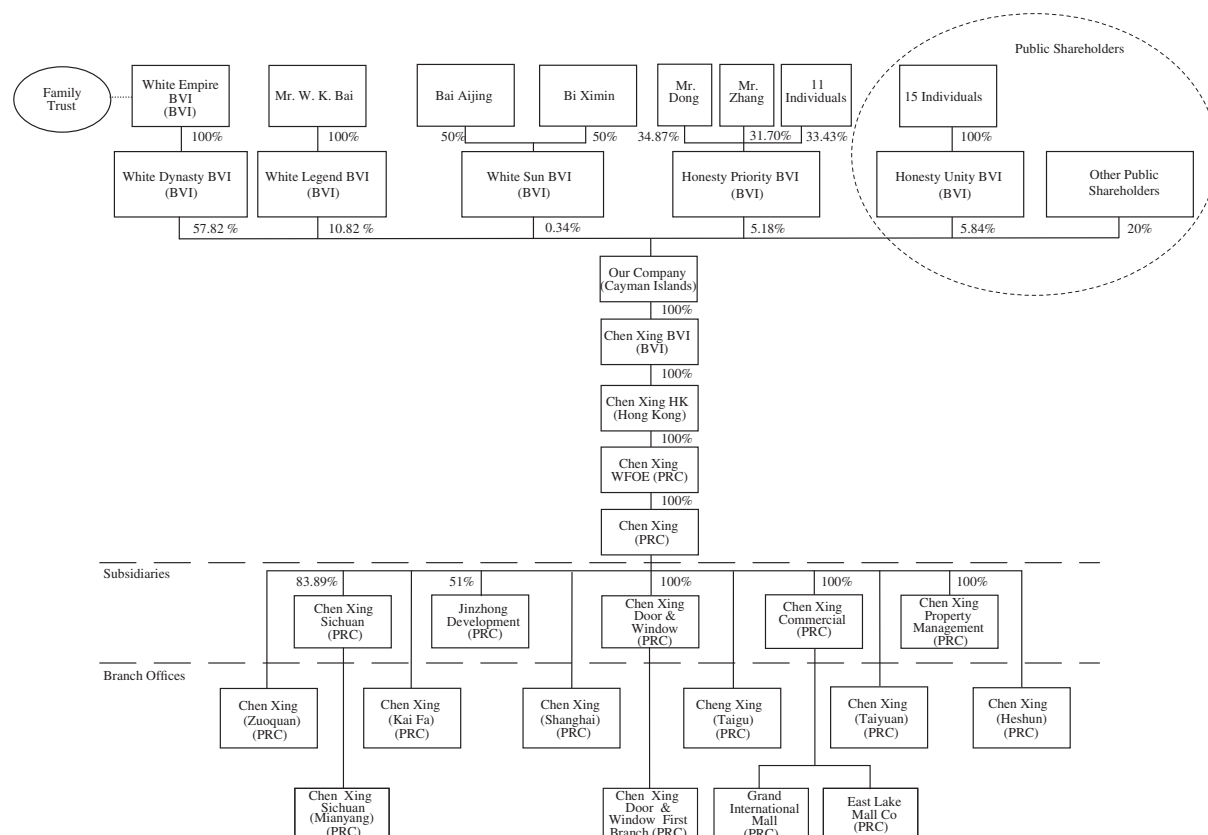 Public Shareholders
Family
Trust
White Empire
BVI
(BVI)
Mr. W. K. Bai
Bai Aijing
Bi Ximin
Mr.
Dong
Mr.
Zhang
11
Individuals
15 Individuals
100%
100%
50%
50%
34.87%
31.70%
33.43%
100%
White Dynasty BVI
(BVI)
White Legend BVI
(BVI)
White Sun BVI
(BVI)
Honesty Priority BVI
(BVI)
Honesty Unity BVI
(BVI)
Other Public
Shareholders
57.82 %
10.82 %
0.34%
5.18%
5.84%
20%
Our Company
(Cayman Islands)
100%
Chen Xing BVI
(BVI)
100%
Chen Xing HK
(Hong Kong)
100%
Chen Xing
WFOE (PRC)
100%
Chen Xing
(PRC)
Subsidiaries
83.89%
51%
100%
100%
100%
Chen Xing
Sichuan
(PRC)
Jinzhong
Development
(PRC)
Chen Xing
Door &
Window
(PRC)
Chen Xing
Commercial
(PRC)
Chen Xing
Property
Management
(PRC)
Branch Offices
Chen Xing
(Zuoquan)
(PRC)
Chen Xing
(Kai Fa)
(PRC)
Chen Xing
(Shanghai)
(PRC)
Cheng Xing
(Taigu)
(PRC)
Chen Xing
(Taiyuan)
(PRC)
Chen Xing
(Heshun)
(PRC)
Chen Xing
Sichuan
(Mianyang)
(PRC)
Chen Xing
Door &
Window First
Branch (PRC)
Grand
International
Mall
(PRC)
East Lake
Mall Co
(PRC)